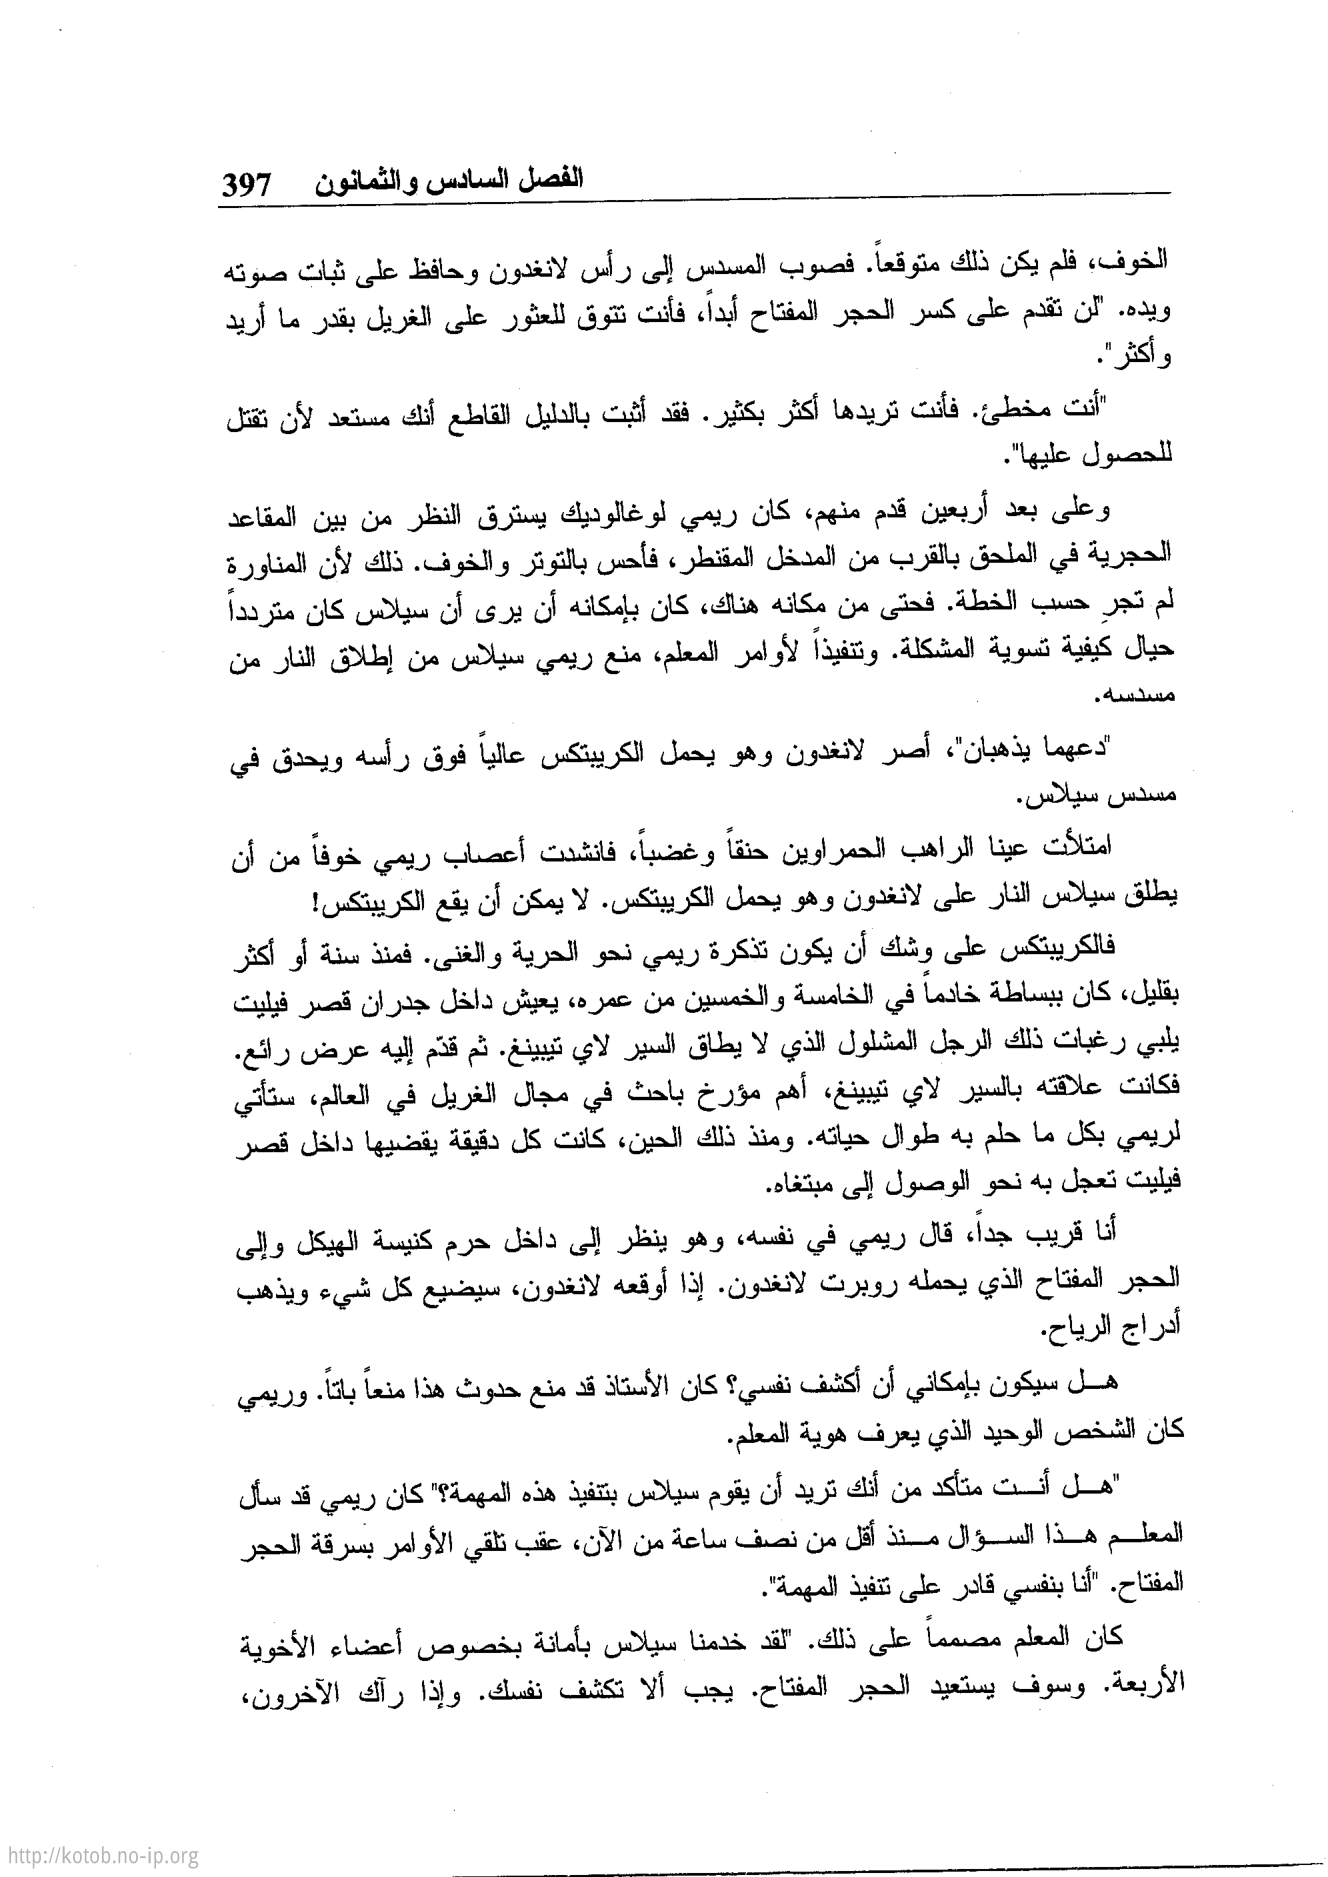 الفصل السادس والثمانون 397
الخوف، فلم يكن ذلك متوقعاً. فصوب المسدس إلى رأس لانغدون وحافظ على ثبات صوته
ويده. "لن تقدم على كسر الحجر المفتاح أبداً، فأنت تتوق للعثور على الغريل بقدر ما أريد
وأكثر".
"أنت مخطئ. فأنت تريدها أكثر بكثير. فقد أثبت بالدليل القاطع أنك مستعد لأن تقتل
للحصول عليها".
وعلى بعد أربعين قدم منهم، كان ريمي لوغالوديك يسترق النظر من بين المقاعد
الحجرية في الملحق بالقرب من المدخل المقنطر، فأحس بالتوتر والخوف. ذلك لأن المناورة
لم تجرِ حسب الخطة. فحتى من مكانه هناك، كان بإمكانه أن يرى أن سيلاس كان متردداً
حيال كيفية تسوية المشكلة. وتنفيذاً لأوامر المعلم، منع ريمي سيلاس من إطلاق النار من
مسدسه.
"دعهما يذهبان"، أصر لانغدون وهو يحمل الكريبتكس عالياً فوق رأسه ويحدق في
مسدس سيلاس.
امتلأت عينا الراهب الحمراوين حنقاً وغضباً، فانشدت أعصاب ريمي خوفاً من أن
يطلق سيلاس النار على لانغدون وهو يحمل الكريبتكس. لا يمكن أن يقع الكريبتكس!
فالكريبتكس على وشك أن يكون تذكرة ريمي نحو الحرية والغنى. فمنذ سنة أو أكثر
بقليل، كان ببساطة خادماً في الخامسة والخمسين من عمره، يعيش داخل جدران قصر فيليت
يلبي رغبات ذلك الرجل المشلول الذي لا يطاق السير لاي تيبينغ. ثم قدّم إليه عرض رائع.
فكانت علاقته بالسير لاي تيبينغ، أهم مؤرخ باحث في مجال الغريل في العالم، ستأتي
لريمي بكل ما حلم به طوال حياته. ومنذ ذلك الحين، كانت كل دقيقة يقضيها داخل قصر
فيليت تعجل به نحو الوصول إلى مبتغاه.
أنا قريب جداً، قال ريمي في نفسه، وهو ينظر إلى داخل حرم كنيسة الهيكل وإلى
الحجر المفتاح الذي يحمله روبرت لانغدون. إذا أوقعه لانغدون، سيضيع كل شيء ويذهب
أدراج الرياح.
هـل سيكون بإمكاني أن أكشف نفسي؟ كان الأستاذ قد منع حدوث هذا منعاً باتاً. وريمي
كان الشخص الوحيد الذي يعرف هوية المعلم.
"هـل أنـت متأكد من أنك تريد أن يقوم سيلاس بتنفيذ هذه المهمة؟" كان ريمي قد سأل
المعلـم هـذا السـؤال مـنذ أقل من نصف ساعة من الآن، عقب تلقي الأوامر بسرقة الحجر
المفتاح. "أنا بنفسي قادر على تنفيذ المهمة".
كان المعلم مصمماً على ذلك. "لقد خدمنا سيلاس بأمانة بخصوص أعضاء الأخوية
الأربعة. وسوف يستعيد الحجر المفتاح. يجب ألا تكشف نفسك. وإذا رآك الآخرون،
http://kotob.no-ip.org